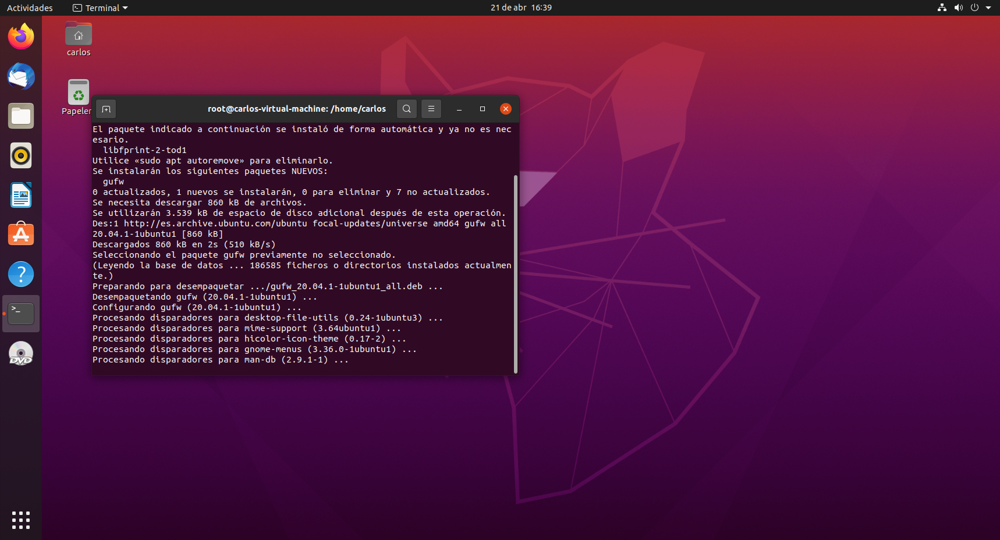 Actividades
Terminal
21 de abr 16:39
carlos
Papeler
root@carlos-virtual-machine: /home/carlos
El paquete indicado a continuación se instaló de forma automática y ya no es nec
esario.
libfprint-2-tod1
Utilice «sudo apt autoremove» para eliminarlo.
Se instalarán los siguientes paquetes NUEVOS:
gufw
0 actualizados, 1 nuevos se instalarán, 0 para eliminar y 7 no actualizados.
Se necesita descargar 860 kB de archivos.
Se utilizarán 3.539 kB de espacio de disco adicional después de esta operación.
Des:1 http://es.archive.ubuntu.com/ubuntu focal-updates/universe amd64 gufw all
20.04.1-1ubuntu1 [860 kB]
Descargados 860 kB en 2s (510 kB/s)
Seleccionando el paquete gufw previamente no seleccionado.
(Leyendo la base de datos ... 186585 ficheros o directorios instalados actualmen
te.)
Preparando para desempaquetar .../gufw_20.04.1-1ubuntu1_all.deb ...
Desempaquetando gufw (20.04.1-1ubuntu1) ...
Configurando gufw (20.04.1-1ubuntu1) ...
Procesando disparadores para desktop-file-utils (0.24-1ubuntu3) ...
Procesando disparadores para mime-support (3.64ubuntu1) ...
Procesando disparadores para hicolor-icon-theme (0.17-2) ...
Procesando disparadores para gnome-menus (3.36.0-1ubuntu1) ...
Procesando disparadores para man-db (2.9.1-1) ...
DVD